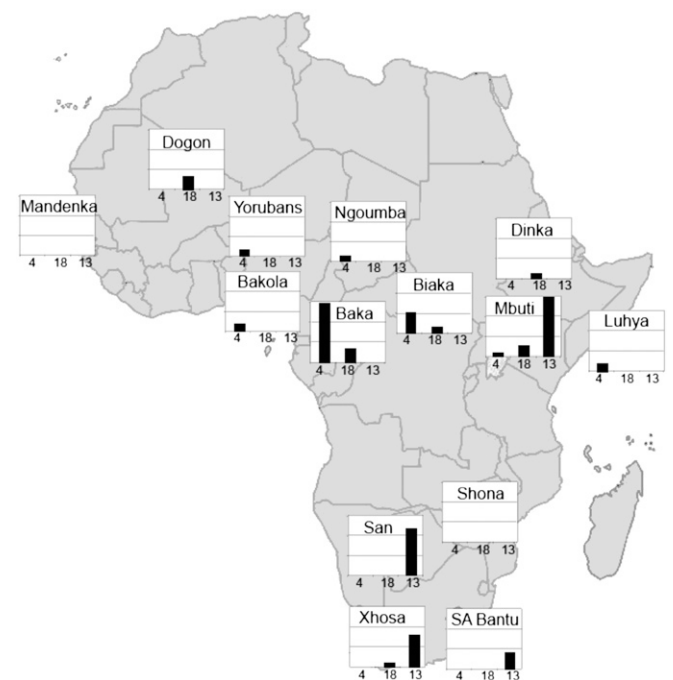 Dogon
4 18 13
Mandenka
4 18 13
Yorubans
4 18 13
Ngoumba
4 18 13
Dinka
4 18 13
Bakola
4 18 13
Baka
4 18 13
Biaka
4 18 13
Mbuti
4 18 13
Luhya
4 18 13
Shona
4 18 13
San
4 18 13
Xhosa
4 18 13
SA Bantu
4 18 13